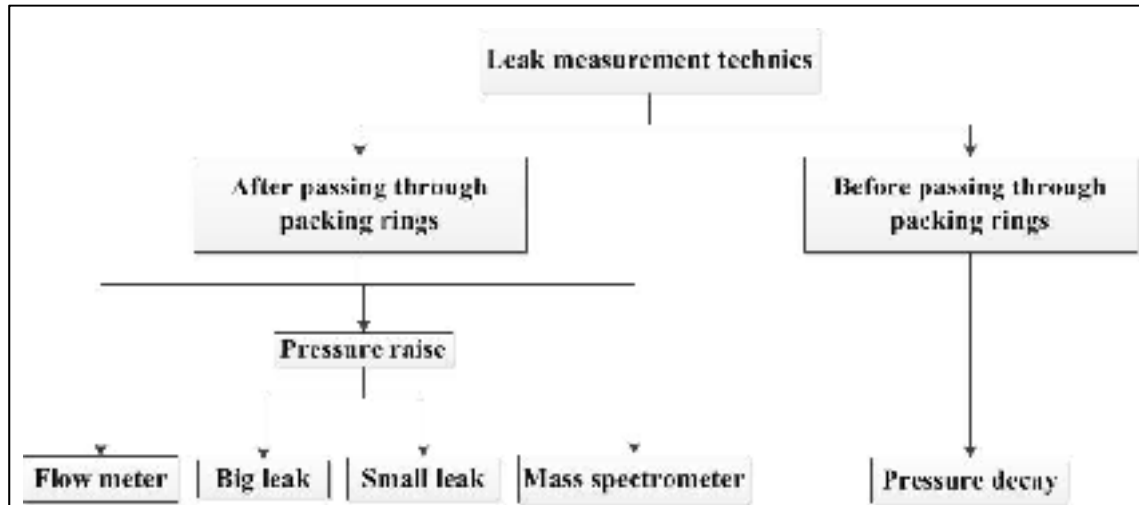 Leak measurement technics
After passing through
packing rings
Before passing through
packing rings
Pressure raise
Flow meter
Big leak
Small leak
Mass spectrometer
Pressure decay